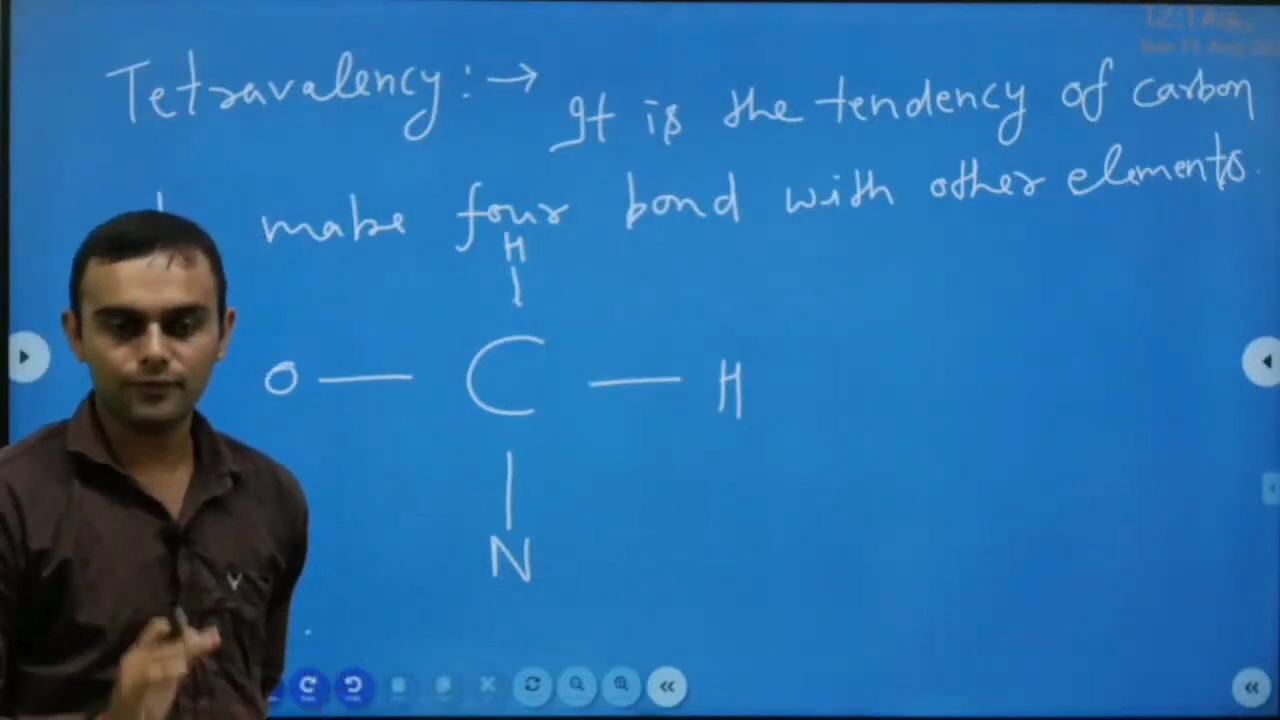 Tetravalency :→ It is the tendency of carbon
make four bond with other elements.
H
O — C — H
N